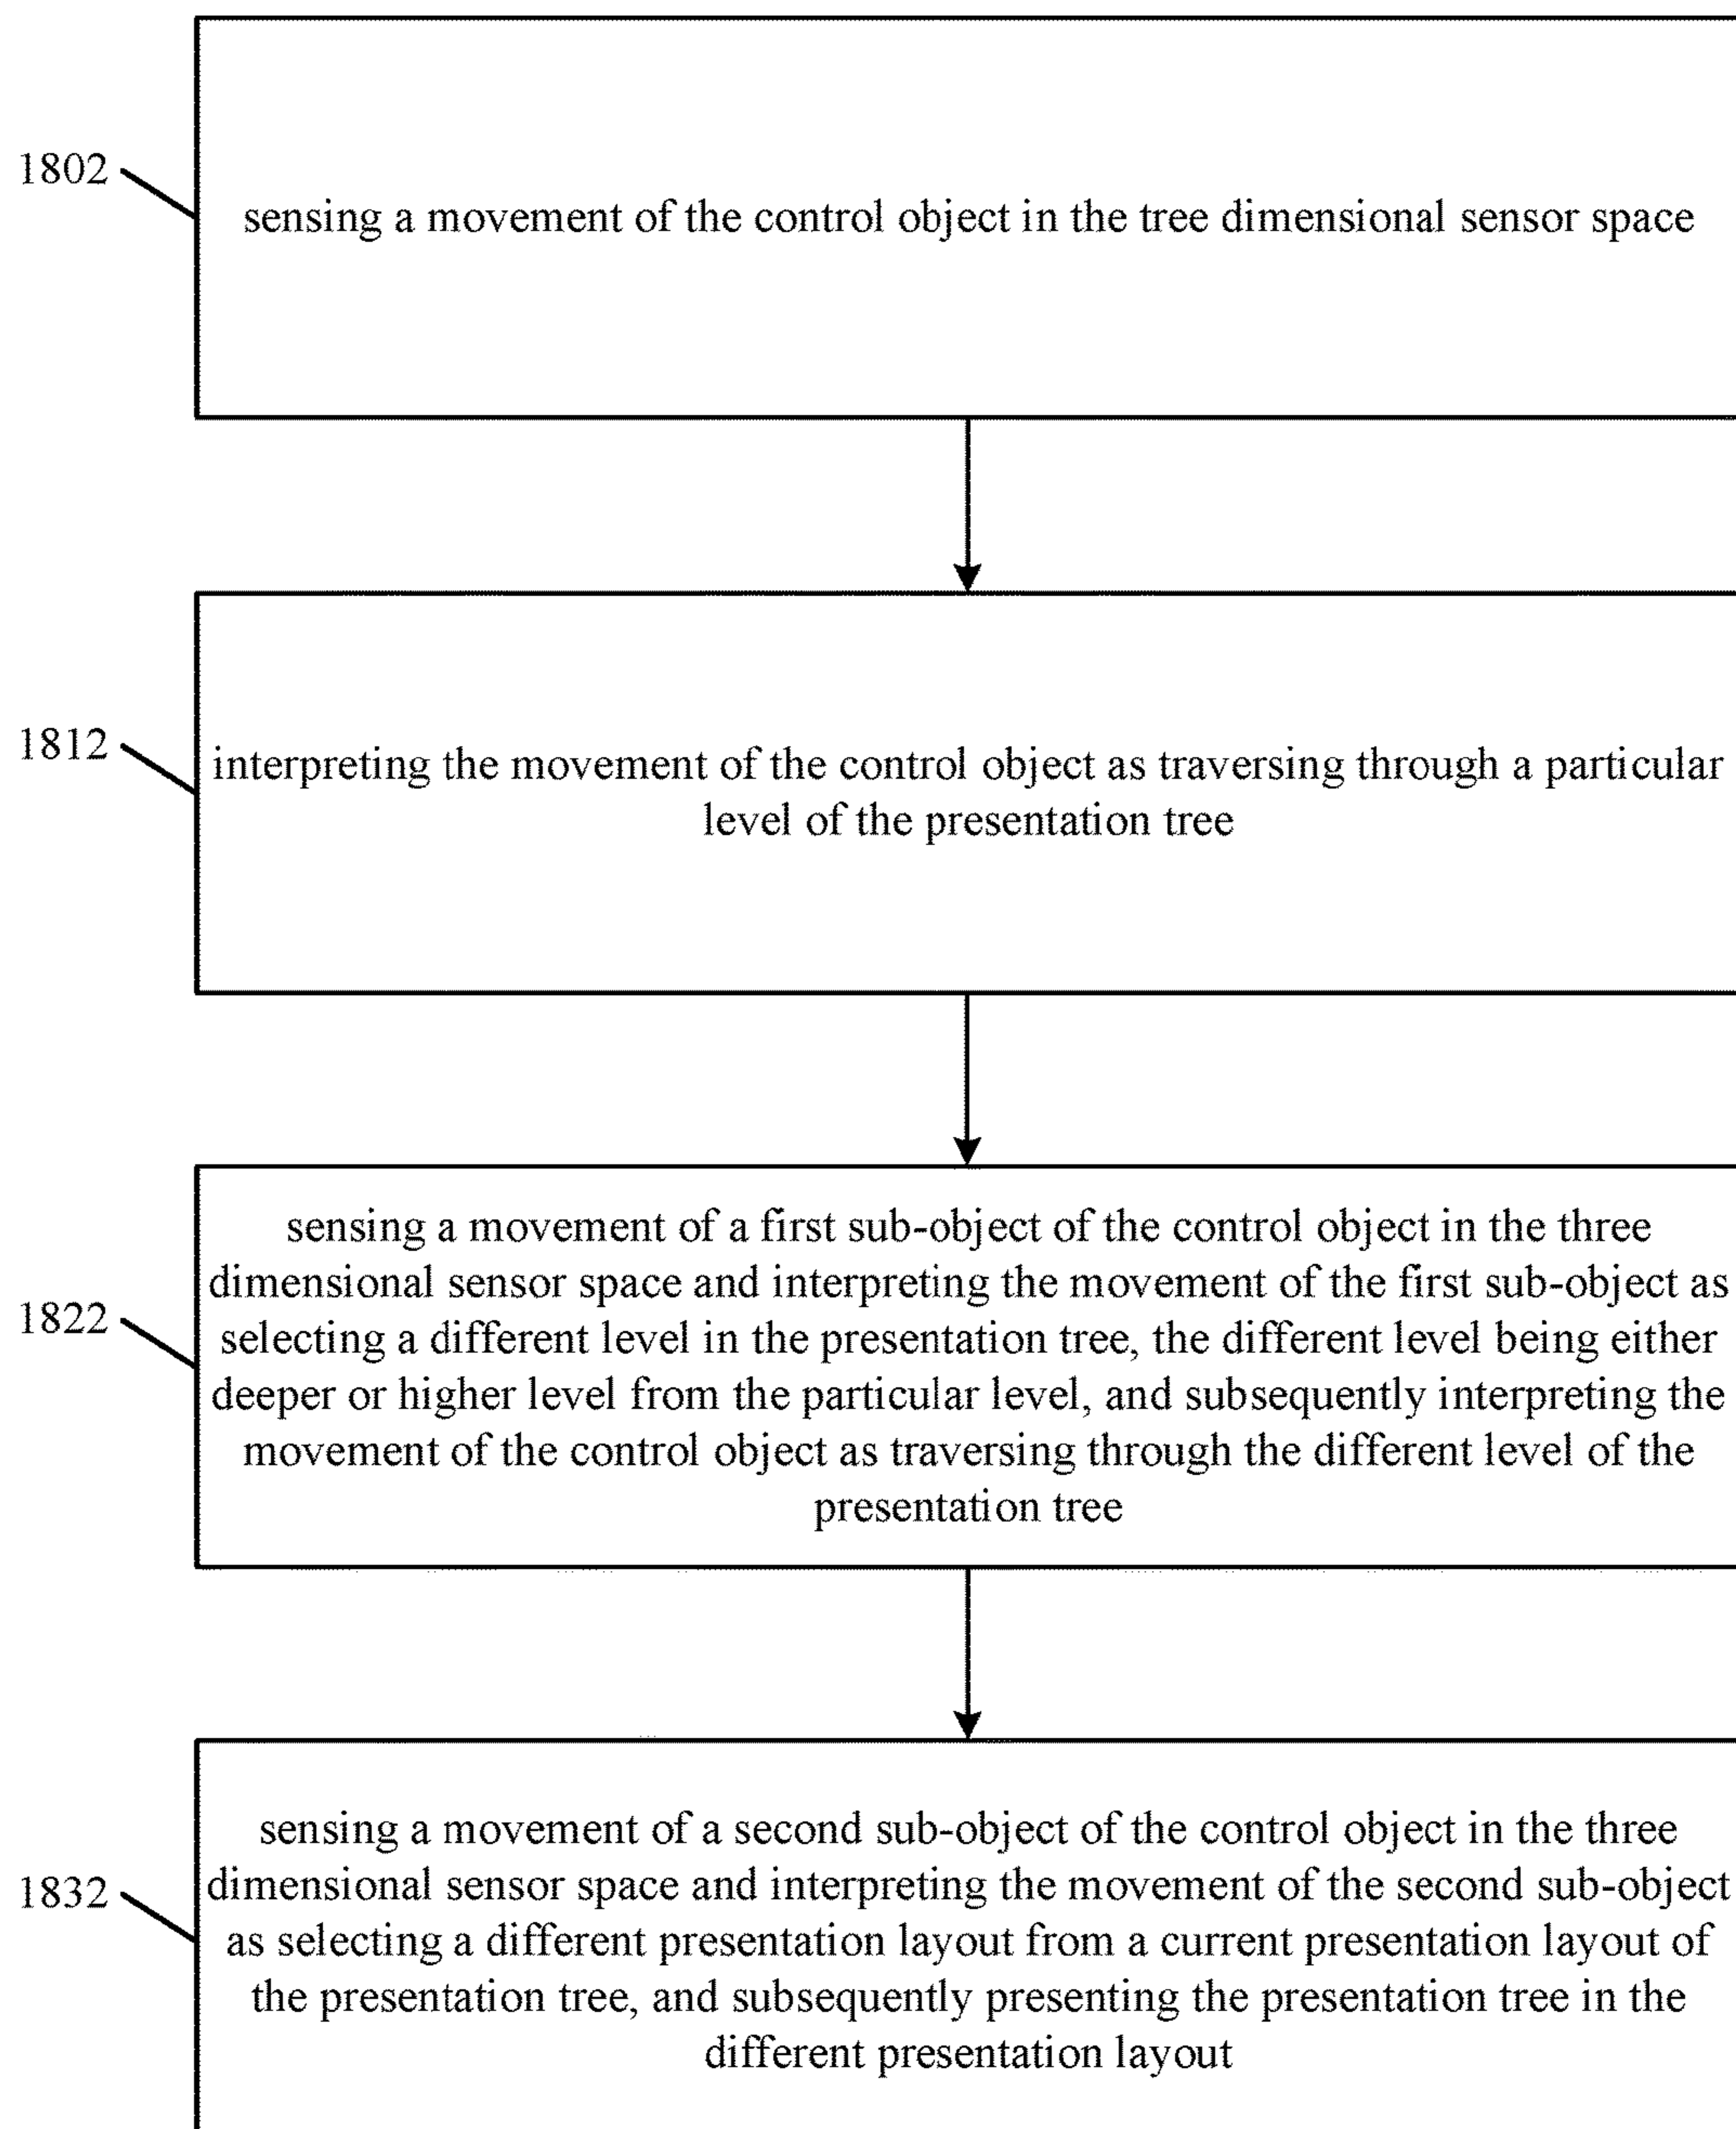 1802
sensing a movement of the control object in the tree dimensional sensor space
1812
interpreting the movement of the control object as traversing through a particular
level of the presentation tree
1822
sensing a movement of a first sub-object of the control object in the three
dimensional sensor space and interpreting the movement of the first sub-object as
selecting a different level in the presentation tree, the different level being either
deeper or higher level from the particular level, and subsequently interpreting the
movement of the control object as traversing through the different level of the
presentation tree
1832
sensing a movement of a second sub-object of the control object in the three
dimensional sensor space and interpreting the movement of the second sub-object
as selecting a different presentation layout from a current presentation layout of
the presentation tree, and subsequently presenting the presentation tree in the
different presentation layout